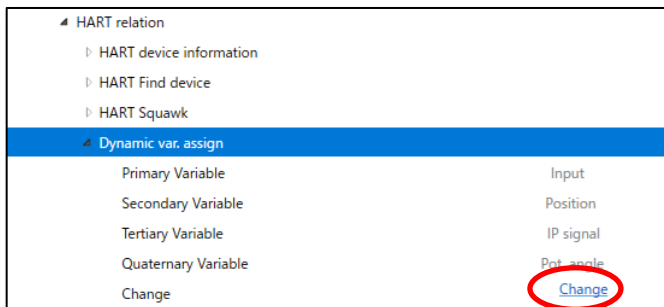 HART relation
HART device information
HART Find device
HART Squawk
Dynamic var. assign
Primary Variable Input
Secondary Variable Position
Tertiary Variable IP signal
Quaternary Variable Pot. angle
Change Change